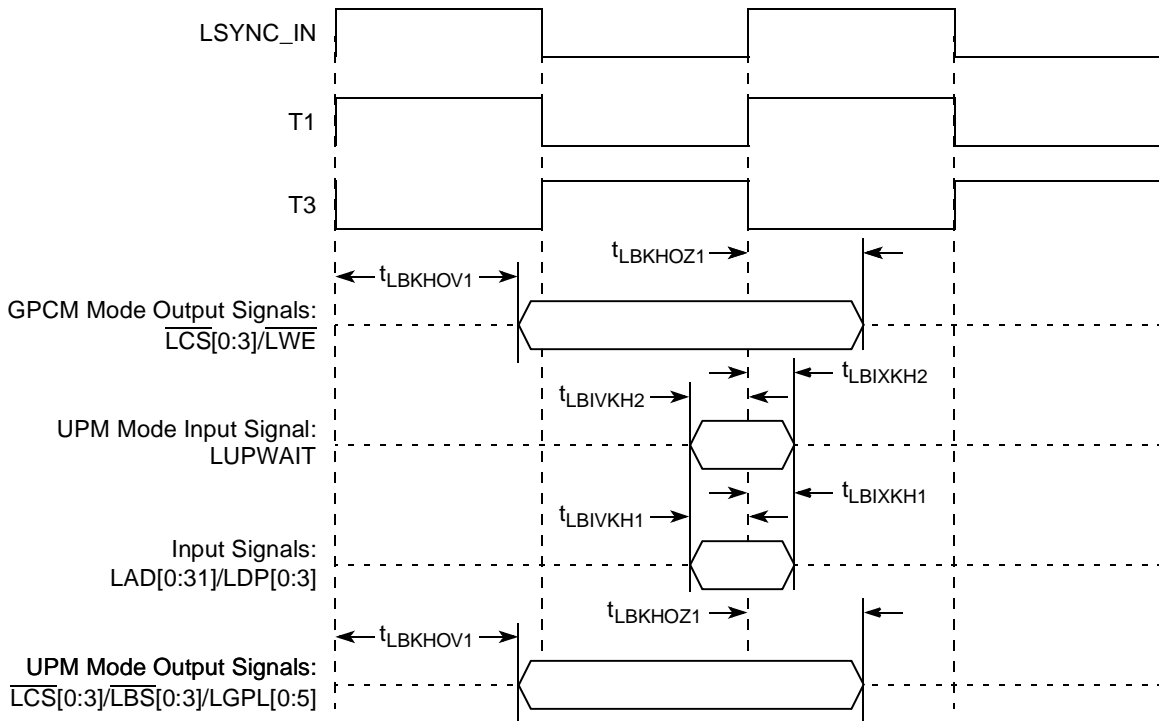 LSYNC_IN
T1
T3
tLBKHOZ1
tLBKHOV1
GPCM Mode Output Signals:
LCS[0:3]/LWE
tLBIXKH2
tLBIVKH2
UPM Mode Input Signal:
LUPWAIT
tLBIXKH1
tLBIVKH1
Input Signals:
LAD[0:31]/LDP[0:3]
tLBKHOZ1
tLBKHOV1
UPM Mode Output Signals:
LCS[0:3]/LBS[0:3]/LGPL[0:5]